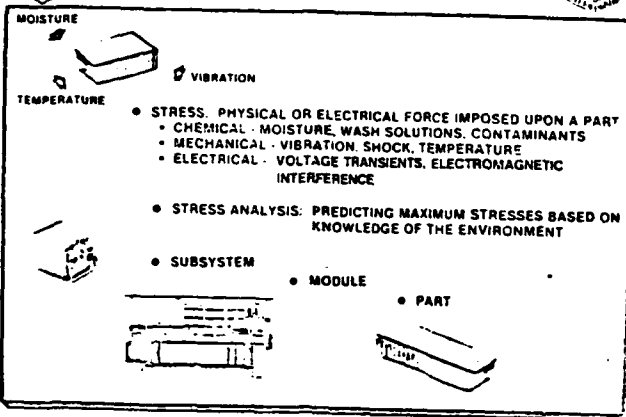 MOISTURE
VIBRATION
TEMPERATURE
• STRESS. PHYSICAL OR ELECTRICAL FORCE IMPOSED UPON A PART
• CHEMICAL - MOISTURE, WASH SOLUTIONS, CONTAMINANTS
• MECHANICAL - VIBRATION, SHOCK, TEMPERATURE
• ELECTRICAL - VOLTAGE TRANSIENTS, ELECTROMAGNETIC
INTERFERENCE
• STRESS ANALYSIS: PREDICTING MAXIMUM STRESSES BASED ON
KNOWLEDGE OF THE ENVIRONMENT
• SUBSYSTEM
• MODULE
• PART